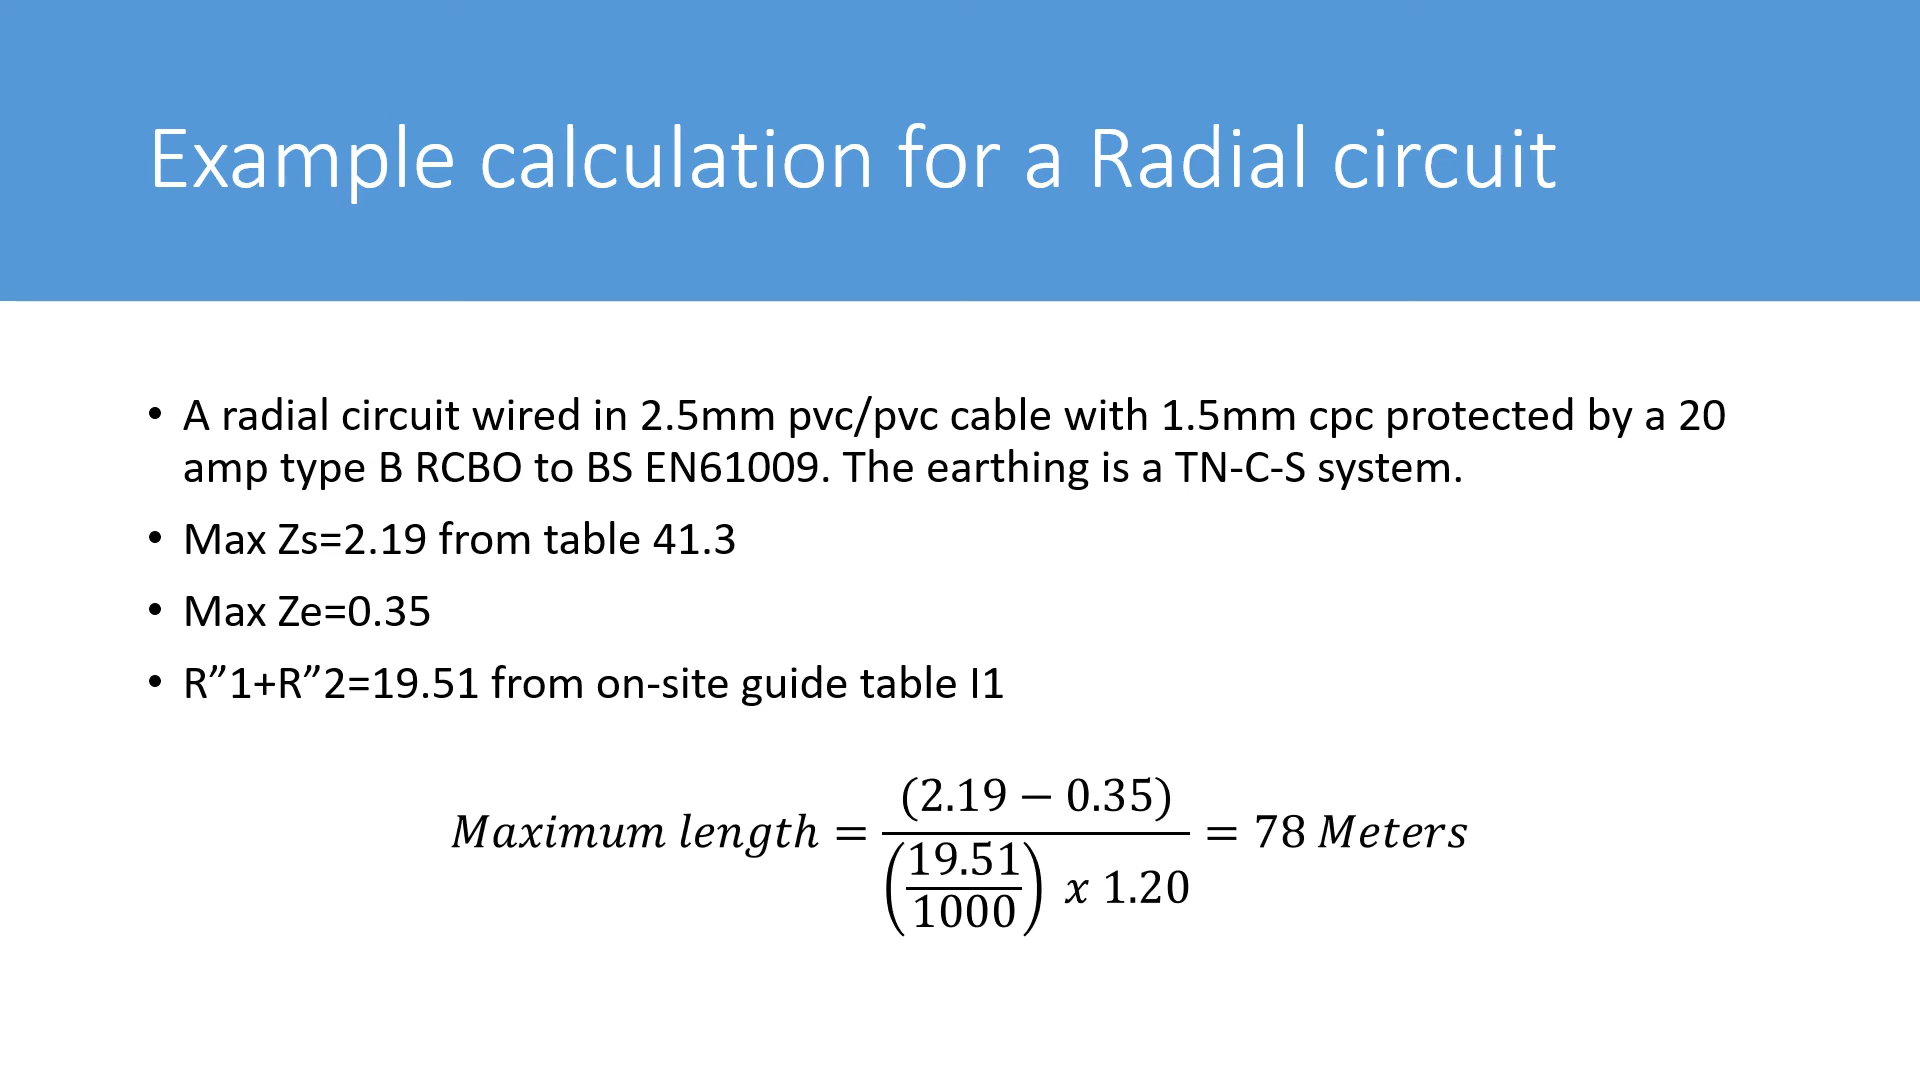 Example calculation for a Radial circuit
• A radial circuit wired in 2.5mm pvc/pvc cable with 1.5mm cpc protected by a 20
amp type B RCBO to BS EN61009. The earthing is a TN-C-S system.
• Max Zs=2.19 from table 41.3
• Max Ze=0.35
• R”1+R”2=19.51 from on-site guide table I1
Maximum length = (2.19 − 0.35) / ((19.51/1000) x 1.20) = 78 Meters